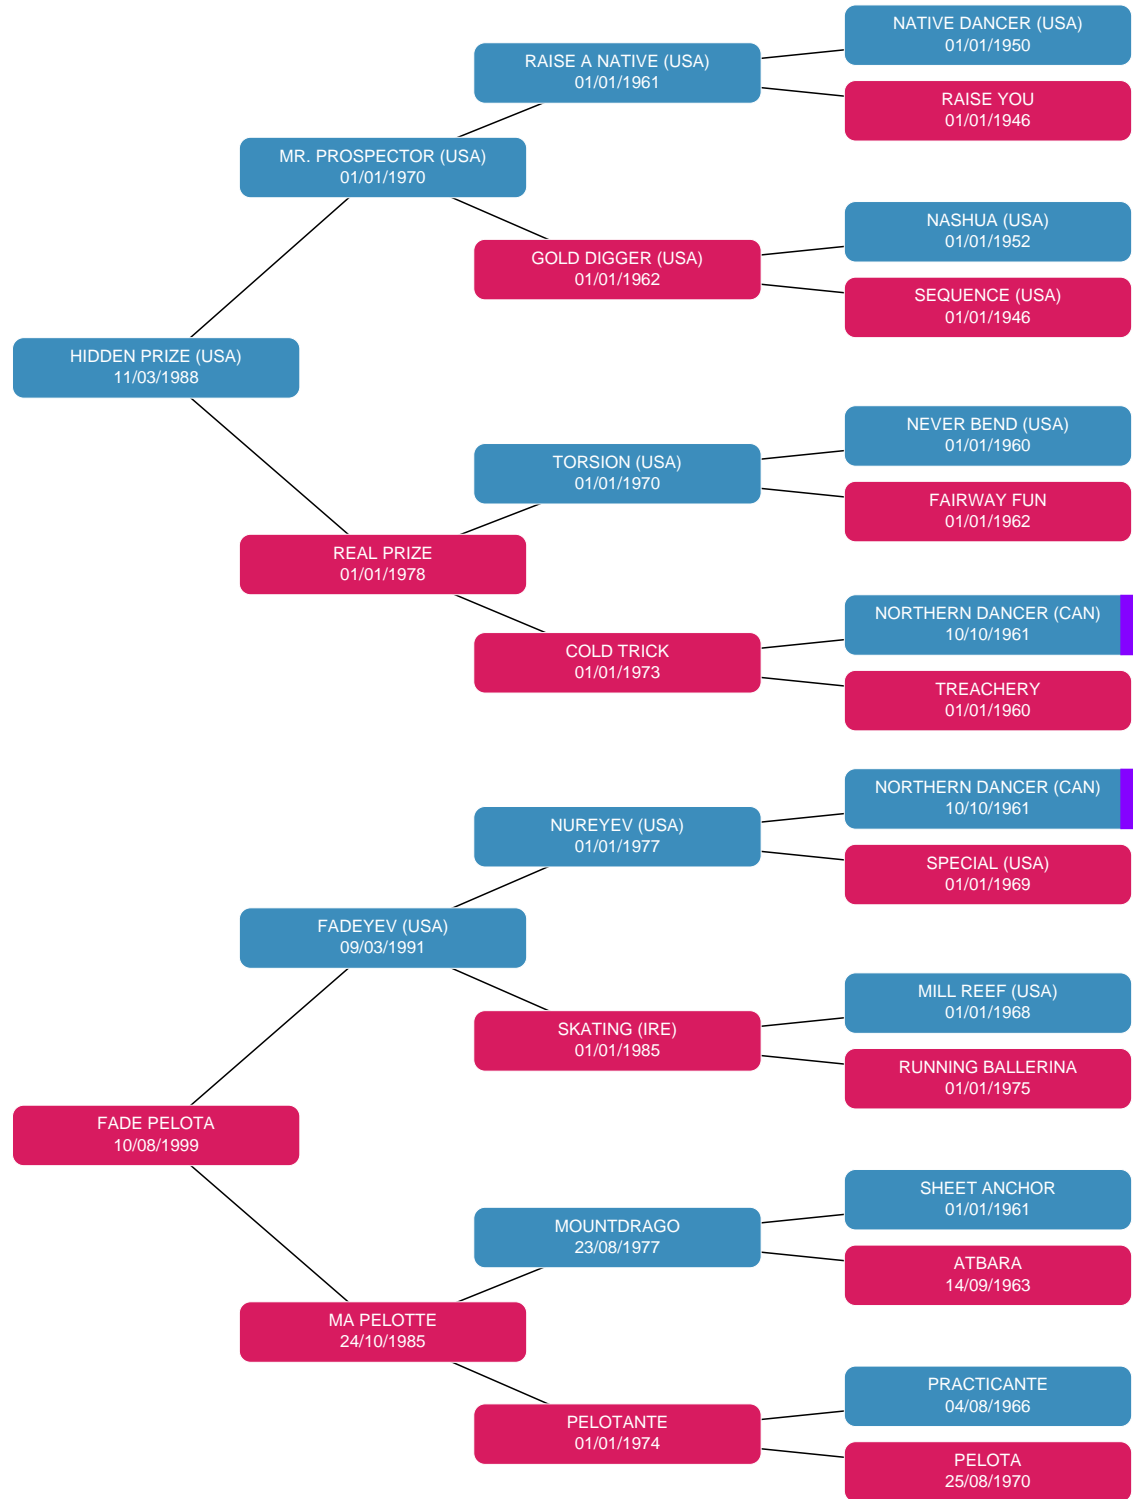 NATIVE DANCER (USA)
01/01/1950
RAISE A NATIVE (USA)
01/01/1961
RAISE YOU
01/01/1946
MR. PROSPECTOR (USA)
01/01/1970
NASHUA (USA)
01/01/1952
GOLD DIGGER (USA)
01/01/1962
SEQUENCE (USA)
01/01/1946
HIDDEN PRIZE (USA)
11/03/1988
NEVER BEND (USA)
01/01/1960
TORSION (USA)
01/01/1970
FAIRWAY FUN
01/01/1962
REAL PRIZE
01/01/1978
NORTHERN DANCER (CAN)
10/10/1961
COLD TRICK
01/01/1973
TREACHERY
01/01/1960
NORTHERN DANCER (CAN)
10/10/1961
NUREYEV (USA)
01/01/1977
SPECIAL (USA)
01/01/1969
FADEYEV (USA)
09/03/1991
MILL REEF (USA)
01/01/1968
SKATING (IRE)
01/01/1985
RUNNING BALLERINA
01/01/1975
FADE PELOTA
10/08/1999
SHEET ANCHOR
01/01/1961
MOUNTDRAGO
23/08/1977
ATBARA
14/09/1963
MA PELOTTE
24/10/1985
PRACTICANTE
04/08/1966
PELOTANTE
01/01/1974
PELOTA
25/08/1970